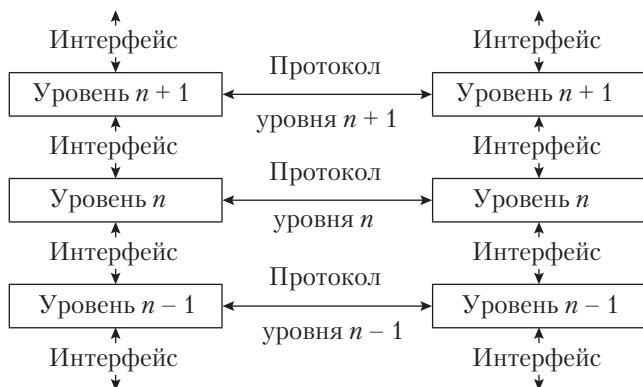 Интерфейс
Интерфейс
Протокол
Уровень n + 1
Уровень n + 1
уровня n + 1
Интерфейс
Интерфейс
Протокол
Уровень n
Уровень n
уровня n
Интерфейс
Интерфейс
Протокол
Уровень n – 1
Уровень n – 1
уровня n – 1
Интерфейс
Интерфейс